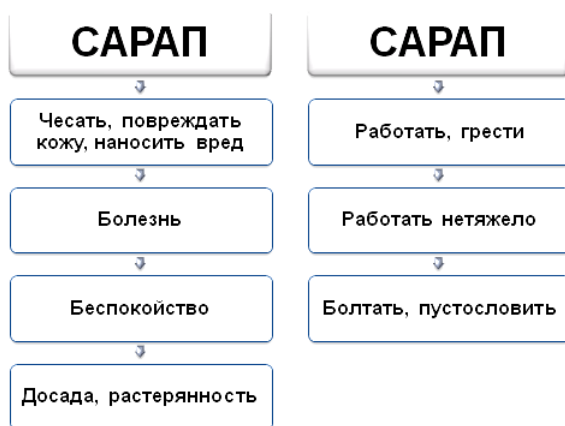 САРАП
Чесать, повреждать
кожу, наносить вред
Болезнь
Беспокойство
Досада, растерянность
САРАП
Работать, грести
Работать нетяжело
Болтать, пустословить